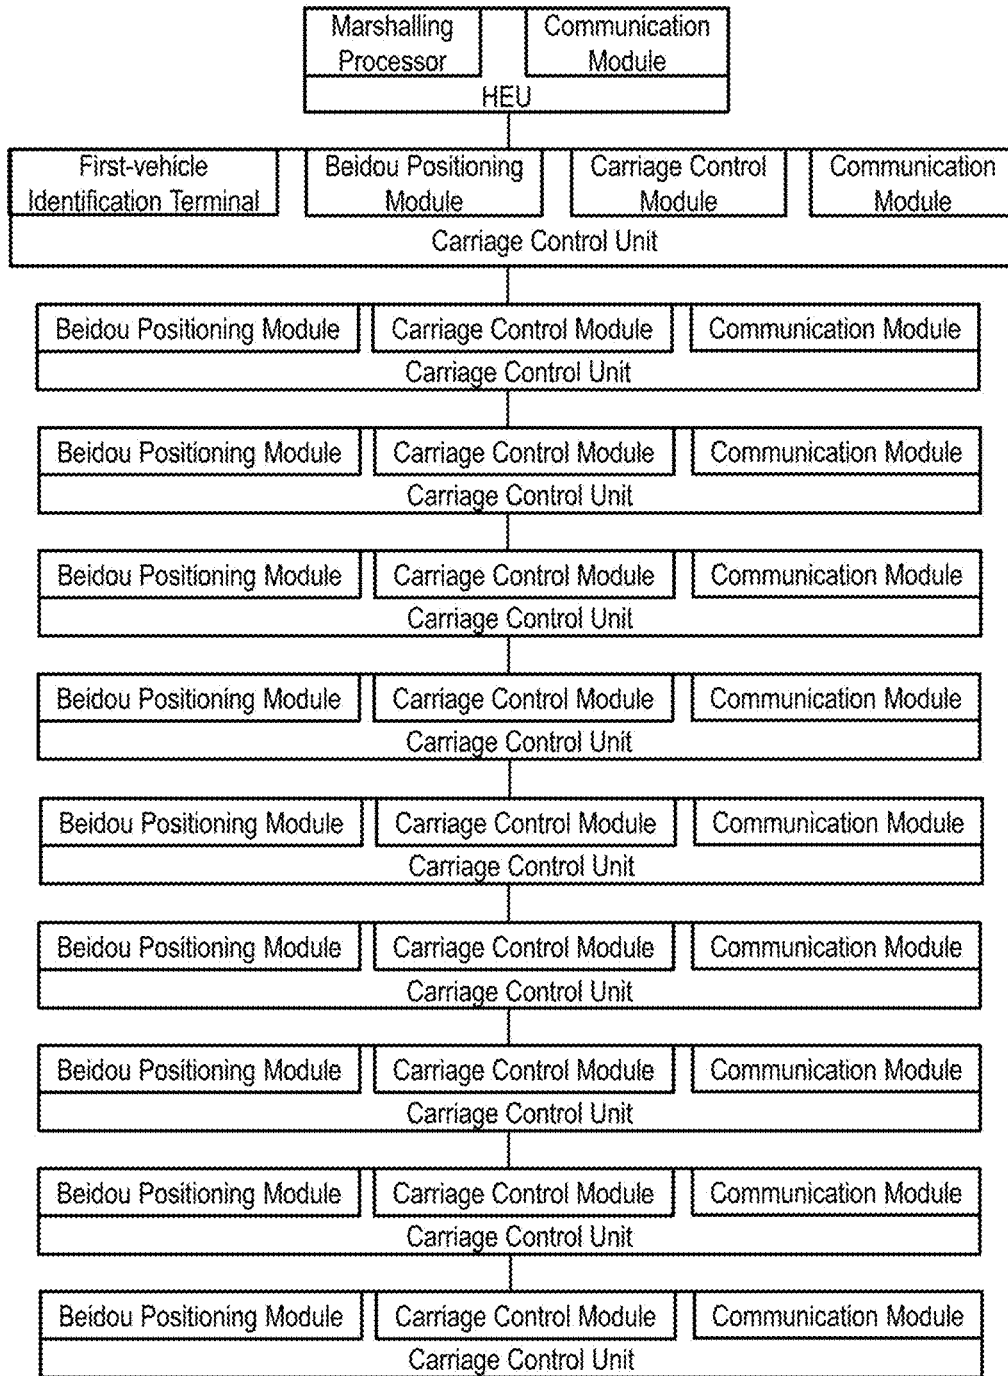 Marshalling Communication
Processor Module
HEU
First-vehicle Beidou Positioning Carriage Control Communication
Identification Terminal Module Module Module
Carriage Control Unit
Beidou Positioning Module Carriage Control Module Communication Module
Carriage Control Unit
Beidou Positioning Module Carriage Control Module Communication Module
Carriage Control Unit
Beidou Positioning Module Carriage Control Module Communication Module
Carriage Control Unit
Beidou Positioning Module Carriage Control Module Communication Module
Carriage Control Unit
Beidou Positioning Module Carriage Control Module Communication Module
Carriage Control Unit
Beidou Positioning Module Carriage Control Module Communication Module
Carriage Control Unit
Beidou Positioning Module Carriage Control Module Communication Module
Carriage Control Unit
Beidou Positioning Module Carriage Control Module Communication Module
Carriage Control Unit
Beidou Positioning Module Carriage Control Module Communication Module
Carriage Control Unit